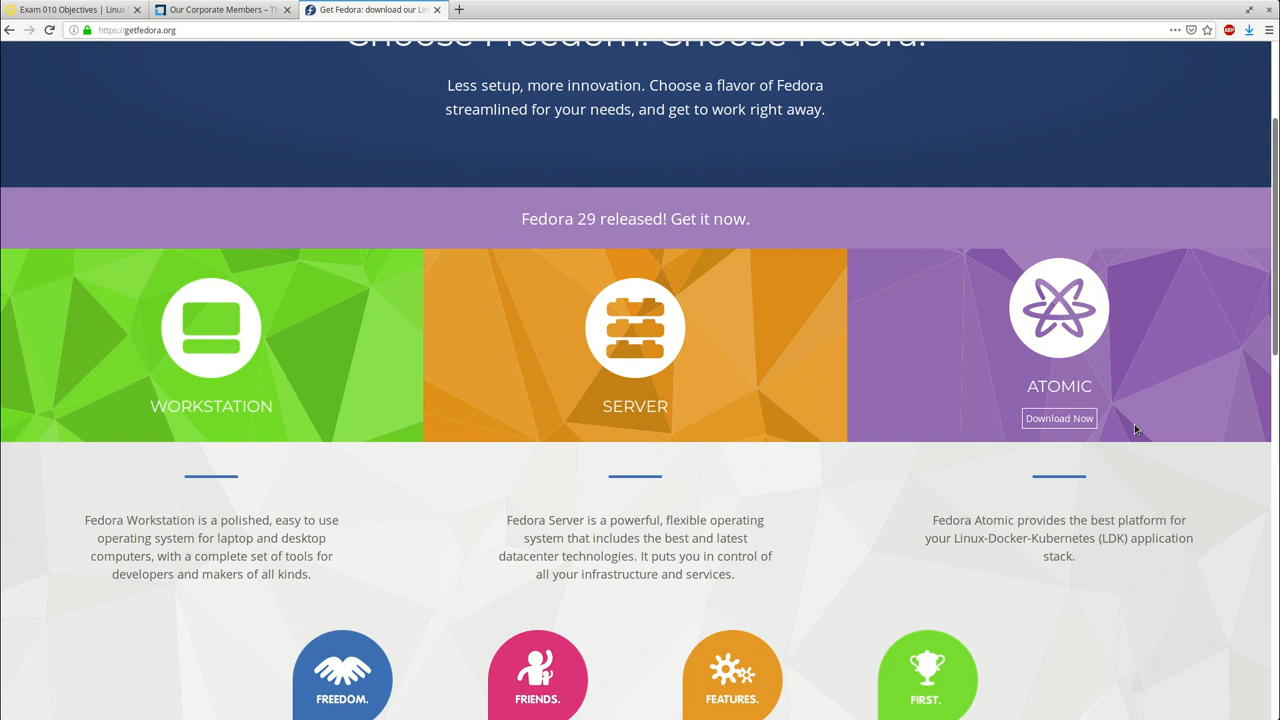 Exam 010 Objectives | Linux
Our Corporate Members – Th
Get Fedora: download our Lin
https://getfedora.org
ABP
Choose Freedom. Choose Fedora.
Less setup, more innovation. Choose a flavor of Fedora
streamlined for your needs, and get to work right away.
Fedora 29 released! Get it now.
WORKSTATION
SERVER
ATOMIC
Download Now
Fedora Workstation is a polished, easy to use
operating system for laptop and desktop
computers, with a complete set of tools for
developers and makers of all kinds.
Fedora Server is a powerful, flexible operating
system that includes the best and latest
datacenter technologies. It puts you in control of
all your infrastructure and services.
Fedora Atomic provides the best platform for
your Linux-Docker-Kubernetes (LDK) application
stack.
FREEDOM.
FRIENDS.
FEATURES.
FIRST.